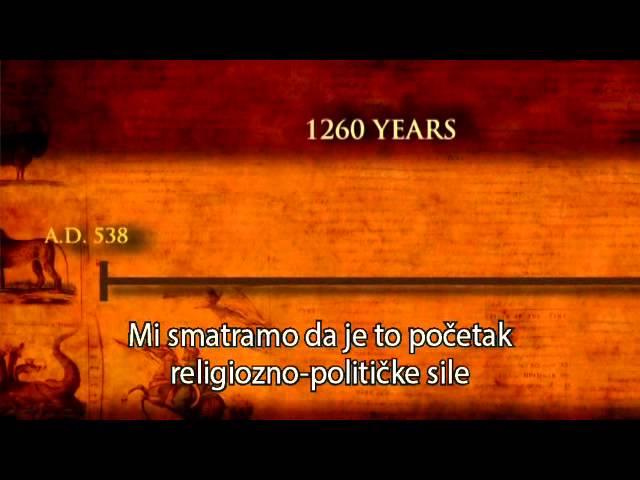 1260 YEARS
A.D. 538
Mi smatramo da je to početak
religiozno-političke sile